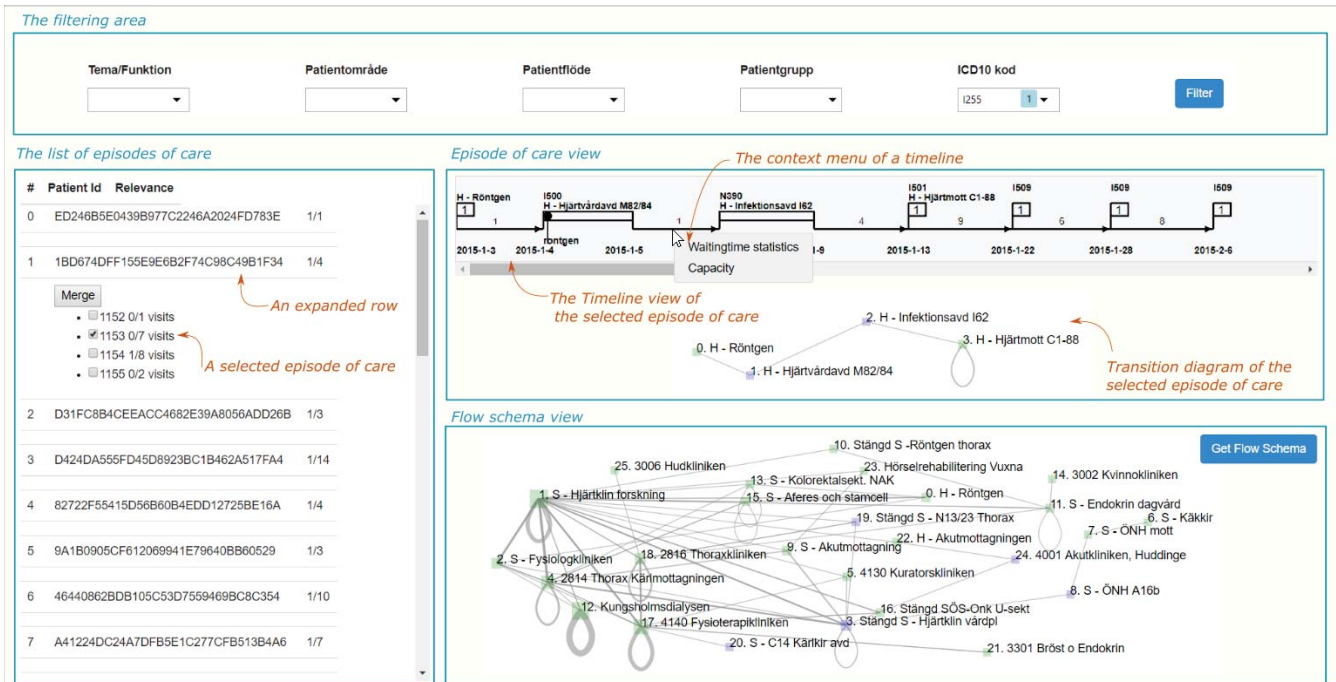 The filtering area
Tema/Funktion
Patientområde
Patientflöde
Patientgrupp
ICD10 kod
I255
1
Filter
The list of episodes of care
# Patient Id Relevance
0 ED246B5E0439B977C2246A2024FD783E 1/1
1 1BD674DFF155E9E6B2F74C98C49B1F34 1/4
Merge
An expanded row
1152 0/1 visits
1153 0/7 visits
1154 1/8 visits
1155 0/2 visits
A selected episode of care
2 D31FC8B4CEEACC4682E39A8056ADD26B 1/3
3 D424DA555FD45D8923BC1B462A517FA4 1/14
4 82722F55415D56B60B4EDD12725BE16A 1/4
5 9A1B0905CF612069941E79640BB60529 1/3
6 46440862BDB105C53D7559469BC8C354 1/10
7 A41224DC24A7DFB5E1C277CFB513B4A6 1/7
Episode of care view
The context menu of a timeline
H - Röntgen
1
1
I500
H - Hjärtvårdavd M82/84
röntgen
1
N390
H - Infektionsavd I62
4
I501
H - Hjärtmott C1-88
1
9
I509
1
6
I509
1
8
I509
1
2015-1-3 2015-1-4 2015-1-5 1-9 2015-1-13 2015-1-22 2015-1-28 2015-2-6
Waitingtime statistics
Capacity
The Timeline view of
the selected episode of care
0. H - Röntgen
1. H - Hjärtvårdavd M82/84
2. H - Infektionsavd I62
3. H - Hjärtmott C1-88
Transition diagram of the
selected episode of care
Flow schema view
Get Flow Schema
10. Stängd S -Röntgen thorax
25. 3006 Hudkliniken
23. Hörselrehabilitering Vuxna
13. S - Kolorektalsekt. NAK
14. 3002 Kvinnokliniken
1. S - Hjärtklin forskning
15. S - Aferes och stamcell
0. H - Röntgen
11. S - Endokrin dagvård
19. Stängd S - N13/23 Thorax
6. S - Käkkir
7. S - ÖNH mott
22. H - Akutmottagningen
9. S - Akutmottagning
18. 2816 Thoraxkliniken
24. 4001 Akutkliniken, Huddinge
2. S - Fysiologkliniken
5. 4130 Kuratorskliniken
4. 2814 Thorax Kärlmottagningen
8. S - ÖNH A16b
12. Kungsholmsdialysen
16. Stängd SÖS-Onk U-sekt
17. 4140 Fysioterapikliniken
3. Stängd S - Hjärtklin vårdpl
20. S - C14 Kärlkir avd
21. 3301 Bröst o Endokrin